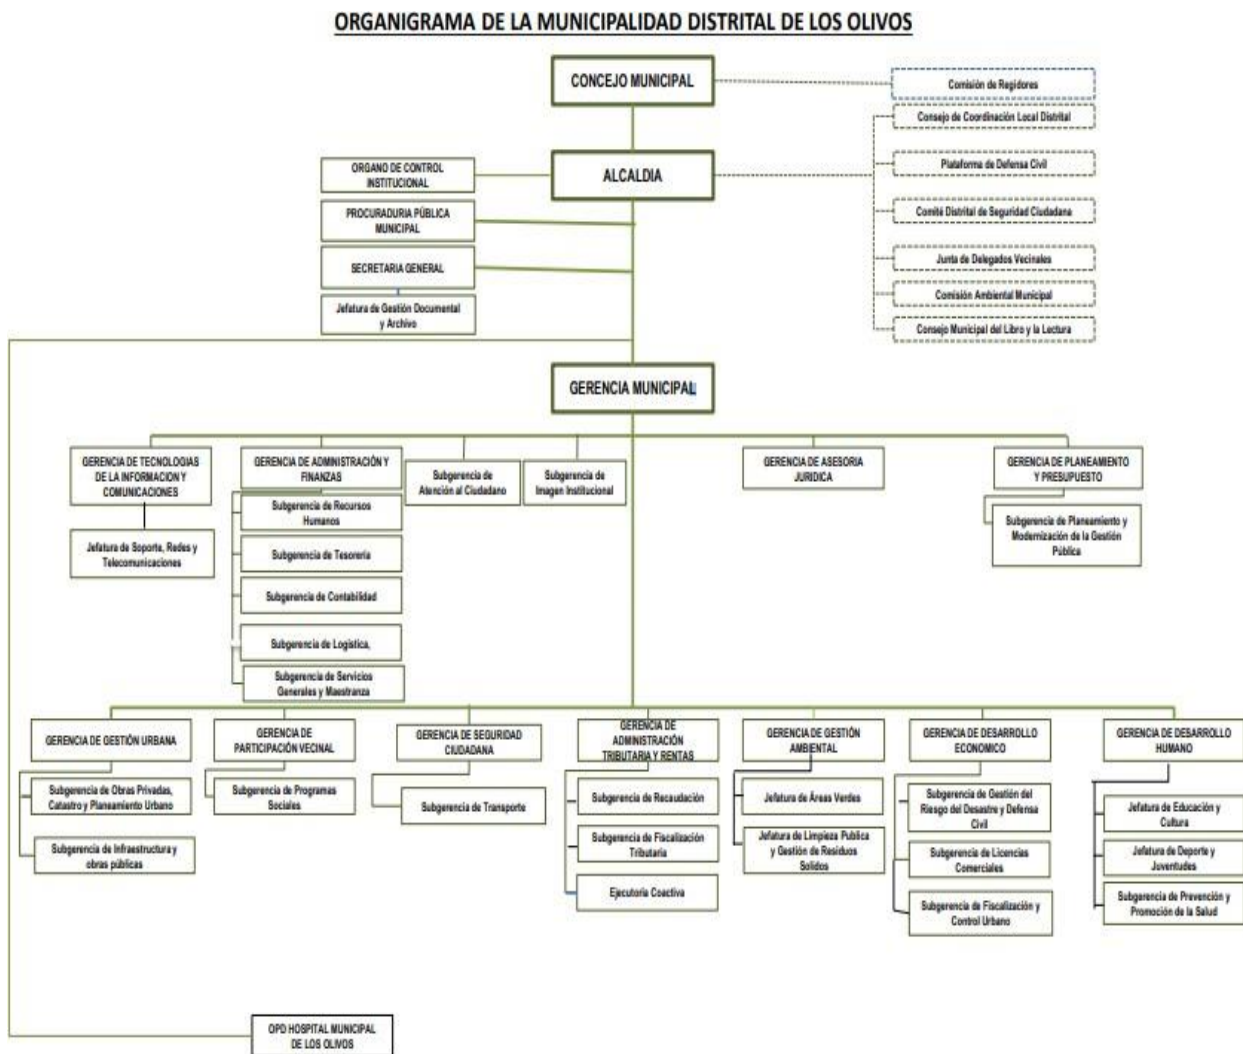 ORGANIGRAMA DE LA MUNICIPALIDAD DISTRITAL DE LOS OLIVOS
CONCEJO MUNICIPAL
Comisión de Regidores
Consejo de Coordinación Local Distrital
ALCALDIA
ORGANO DE CONTROL
INSTITUCIONAL
Plataforma de Defensa Civil
PROCURADURIA PÚBLICA
MUNICIPAL
Comité Distrital de Seguridad Ciudadana
SECRETARIA GENERAL
Junta de Delegados Vecinales
Jefatura de Gestión Documental
y Archivo
Comisión Ambiental Municipal
Consejo Municipal del Libro y la Lectura
GERENCIA MUNICIPAL
GERENCIA DE TECNOLOGIAS
DE LA INFORMACION Y
COMUNICACIONES
GERENCIA DE ADMINISTRACIÓN Y
FINANZAS
Subgerencia de
Atención al Ciudadano
Subgerencia de
Imagen Institucional
GERENCIA DE ASESORIA
JURIDICA
GERENCIA DE PLANEAMIENTO
Y PRESUPUESTO
Jefatura de Soporte, Redes y
Telecomunicaciones
Subgerencia de Recursos
Humanos
Subgerencia de Tesoreria
Subgerencia de Contabilidad
Subgerencia de Logística,
Subgerencia de Servicios
Generales y Maestranza
Subgerencia de Planeamiento y
Modernización de la Gestión
Pública
GERENCIA DE GESTIÓN URBANA
GERENCIA DE
PARTICIPACIÓN VECINAL
GERENCIA DE SEGURIDAD
CIUDADANA
GERENCIA DE
ADMINISTRACIÓN
TRIBUTARIA Y RENTAS
GERENCIA DE GESTIÓN
AMBIENTAL
GERENCIA DE DESARROLLO
ECONOMICO
GERENCIA DE DESARROLLO
HUMANO
Subgerencia de Obras Privadas,
Catastro y Planeamiento Urbano
Subgerencia de Infraestructura y
obras públicas
Subgerencia de Programas
Sociales
Subgerencia de Transporte
Subgerencia de Recaudación
Subgerencia de Fiscalización
Tributaria
Ejecutoria Coactiva
Jefatura de Áreas Verdes
Jefatura de Limpieza Publica
y Gestión de Residuos
Solidos
Subgerencia de Gestión del
Riesgo del Desastre y Defensa
Civil
Subgerencia de Licencias
Comerciales
Subgerencia de Fiscalización y
Control Urbano
Jefatura de Educación y
Cultura
Jefatura de Deporte y
Juventudes
Subgerencia de Prevención y
Promoción de la Salud
OPD HOSPITAL MUNICIPAL
DE LOS OLIVOS